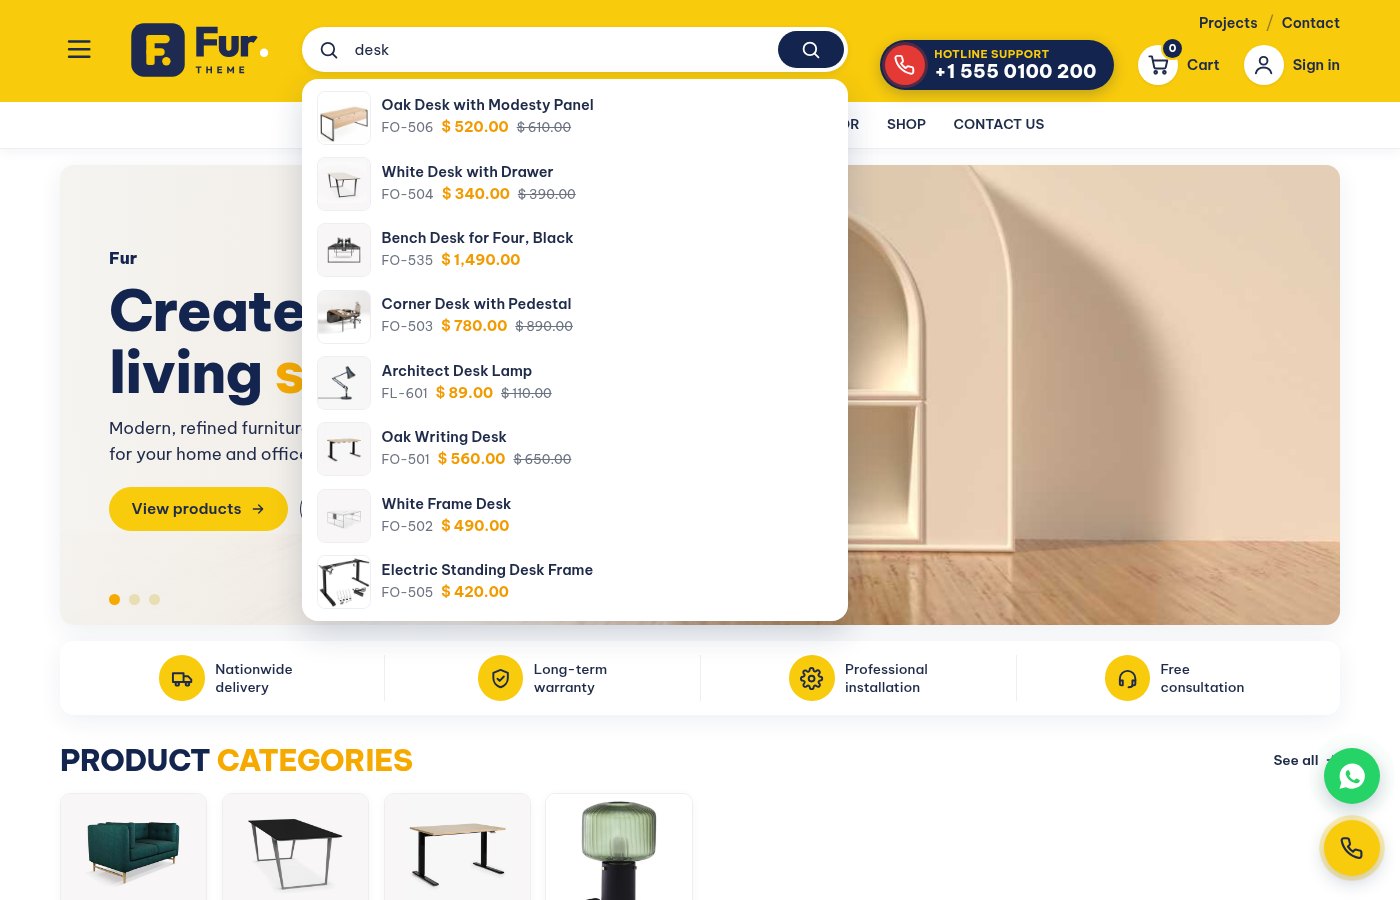 Projects / Contact
Fur.
THEME
desk
HOTLINE SUPPORT
+1 555 0100 200
0
Cart
Sign in
SHOP
CONTACT US
Oak Desk with Modesty Panel
FO-506 $ 520.00 $ 610.00
White Desk with Drawer
FO-504 $ 340.00 $ 390.00
Bench Desk for Four, Black
FO-535 $ 1,490.00
Corner Desk with Pedestal
FO-503 $ 780.00 $ 890.00
Architect Desk Lamp
FL-601 $ 89.00 $ 110.00
Oak Writing Desk
FO-501 $ 560.00 $ 650.00
White Frame Desk
FO-502 $ 490.00
Electric Standing Desk Frame
FO-505 $ 420.00
Fur
Create
living
Modern, refined furniture
for your home and office
View products →
Nationwide
delivery
Long-term
warranty
Professional
installation
Free
consultation
PRODUCT CATEGORIES
See all